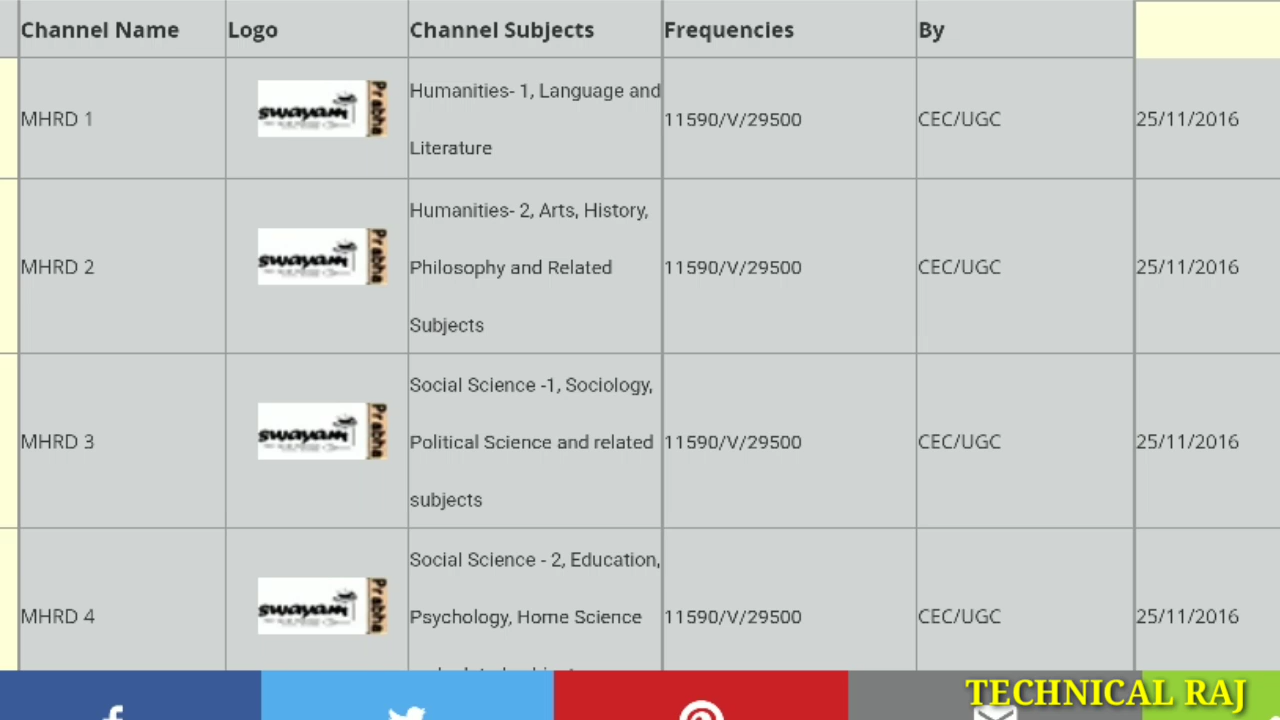 Channel Name Logo Channel Subjects Frequencies By
MHRD 1 swayam Prabha Humanities- 1, Language and Literature 11590/V/29500 CEC/UGC 25/11/2016
MHRD 2 swayam Prabha Humanities- 2, Arts, History, Philosophy and Related Subjects 11590/V/29500 CEC/UGC 25/11/2016
MHRD 3 swayam Prabha Social Science -1, Sociology, Political Science and related subjects 11590/V/29500 CEC/UGC 25/11/2016
MHRD 4 swayam Prabha Social Science - 2, Education, Psychology, Home Science 11590/V/29500 CEC/UGC 25/11/2016
TECHNICAL RAJ